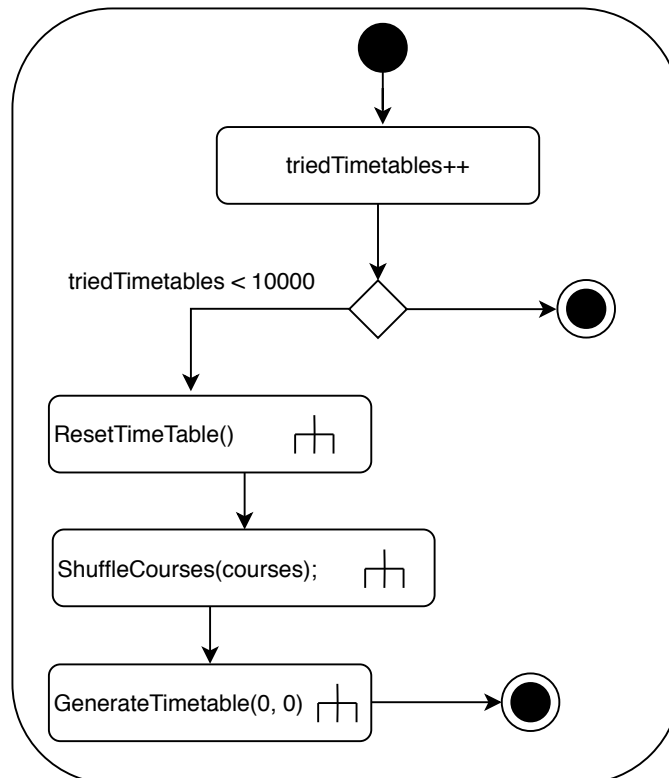 triedTimetables++
triedTimetables < 10000
ResetTimeTable()
ShuffleCourses(courses);
GenerateTimetable(0, 0)